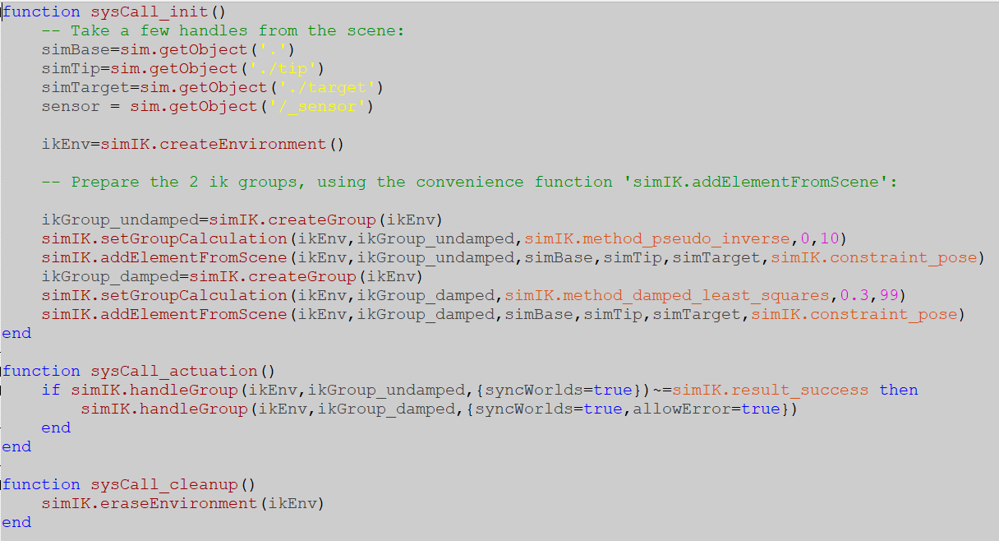 function sysCall_init()
    -- Take a few handles from the scene:
    simBase=sim.getObject('.')
    simTip=sim.getObject('./tip')
    simTarget=sim.getObject('./target')
    sensor = sim.getObject('/_sensor')

    ikEnv=simIK.createEnvironment()

    -- Prepare the 2 ik groups, using the convenience function 'simIK.addElementFromScene':

    ikGroup_undamped=simIK.createGroup(ikEnv)
    simIK.setGroupCalculation(ikEnv,ikGroup_undamped,simIK.method_pseudo_inverse,0,10)
    simIK.addElementFromScene(ikEnv,ikGroup_undamped,simBase,simTip,simTarget,simIK.constraint_pose)
    ikGroup_damped=simIK.createGroup(ikEnv)
    simIK.setGroupCalculation(ikEnv,ikGroup_damped,simIK.method_damped_least_squares,0.3,99)
    simIK.addElementFromScene(ikEnv,ikGroup_damped,simBase,simTip,simTarget,simIK.constraint_pose)
end

function sysCall_actuation()
    if simIK.handleGroup(ikEnv,ikGroup_undamped,{syncWorlds=true})~=simIK.result_success then
        simIK.handleGroup(ikEnv,ikGroup_damped,{syncWorlds=true,allowError=true})
    end
end

function sysCall_cleanup()
    simIK.eraseEnvironment(ikEnv)
end